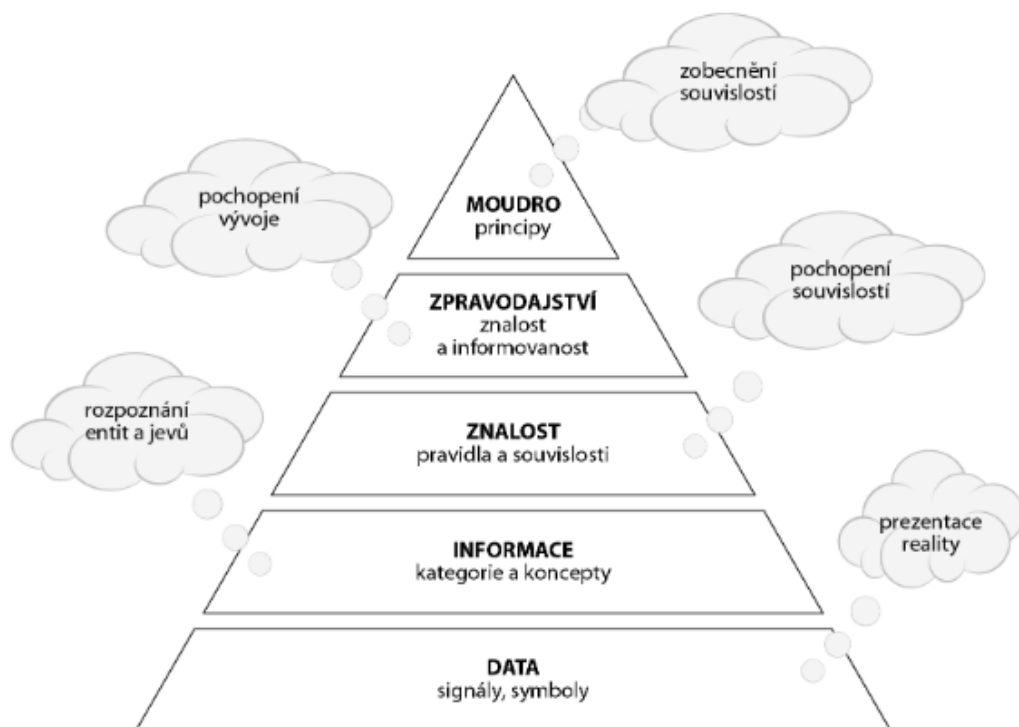 zobecnění
souvislostí
pochopení
vývoje
MOUDRO
principy
pochopení
souvislostí
ZPRAVODAJSTVÍ
znalost
a informovanost
rozpoznání
entit a jevů
ZNALOST
pravidla a souvislosti
prezentace
reality
INFORMACE
kategorie a koncepty
DATA
signály, symboly